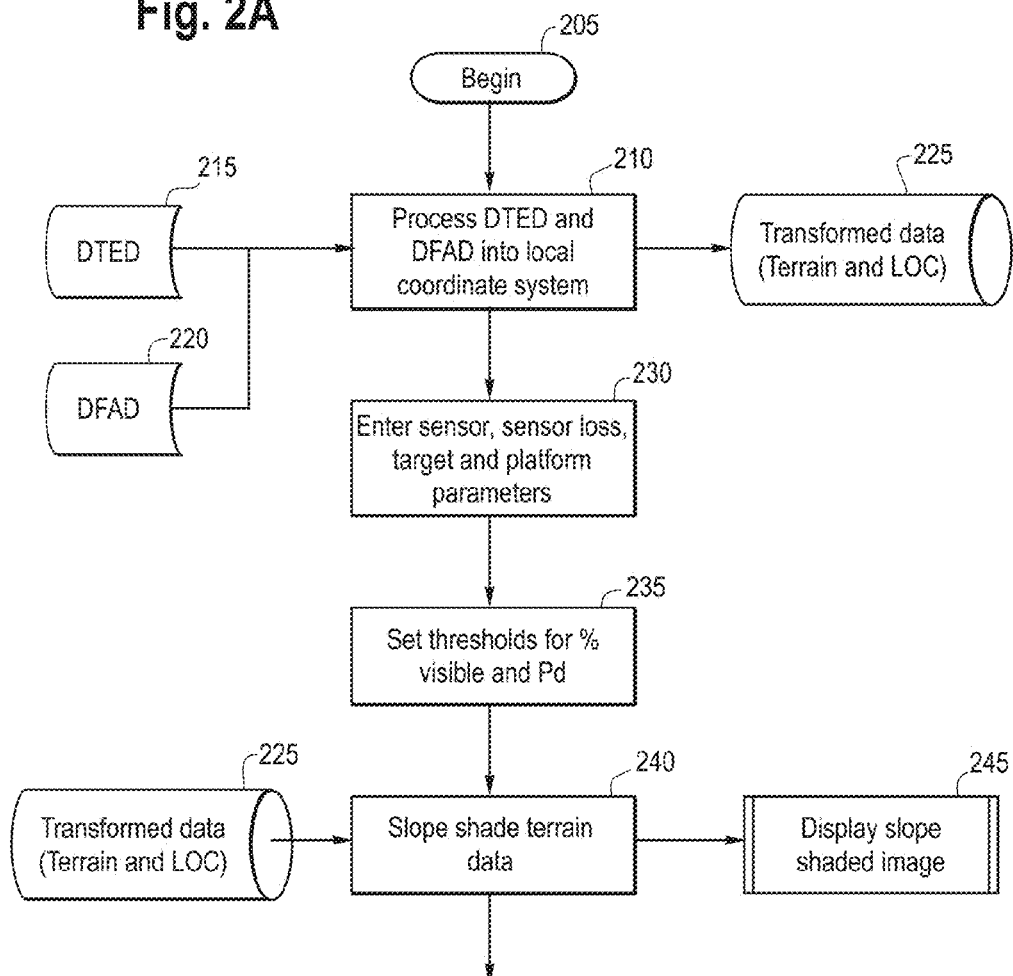 Fig. 2A
205
Begin
215
210
225
DTED
Process DTED and
DFAD into local
coordinate system
Transformed data
(Terrain and LOC)
220
DFAD
230
Enter sensor, sensor loss,
target and platform
parameters
235
Set thresholds for %
visible and Pd
225
240
245
Transformed data
(Terrain and LOC)
Slope shade terrain
data
Display slope
shaded image